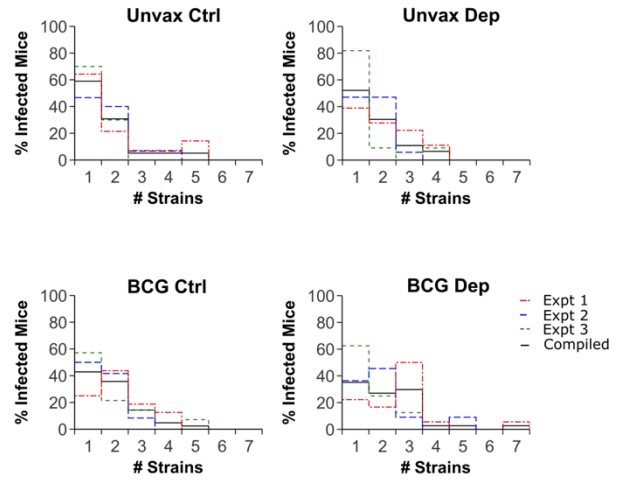 Unvax Ctrl
% Infected Mice
100
80
60
40
20
0
1 2 3 4 5 6 7
# Strains
Unvax Dep
% Infected Mice
100
80
60
40
20
0
1 2 3 4 5 6 7
# Strains
BCG Ctrl
% Infected Mice
100
80
60
40
20
0
1 2 3 4 5 6 7
# Strains
BCG Dep
% Infected Mice
100
80
60
40
20
0
1 2 3 4 5 6 7
# Strains
Expt 1
Expt 2
Expt 3
Compiled